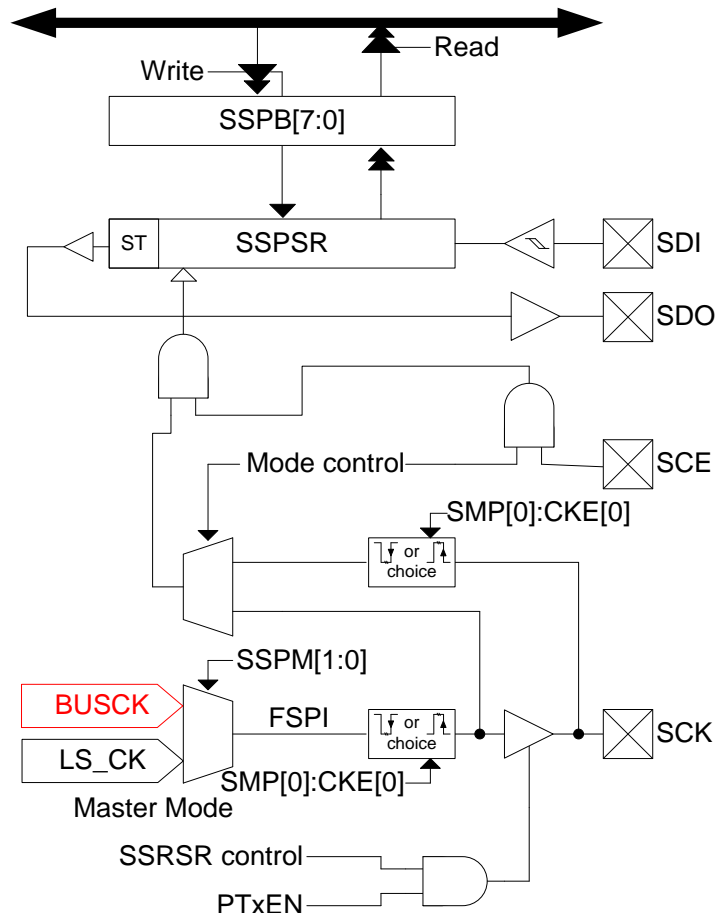 Read
Write
SSPB[7:0]
ST
SSPSR
SDI
SDO
Mode control
SCE
SMP[0]:CKE[0]
or
choice
SSPM[1:0]
BUSCK
FSPI
or
choice
SCK
LS_CK
SMP[0]:CKE[0]
Master Mode
SSRSR control
PTxEN